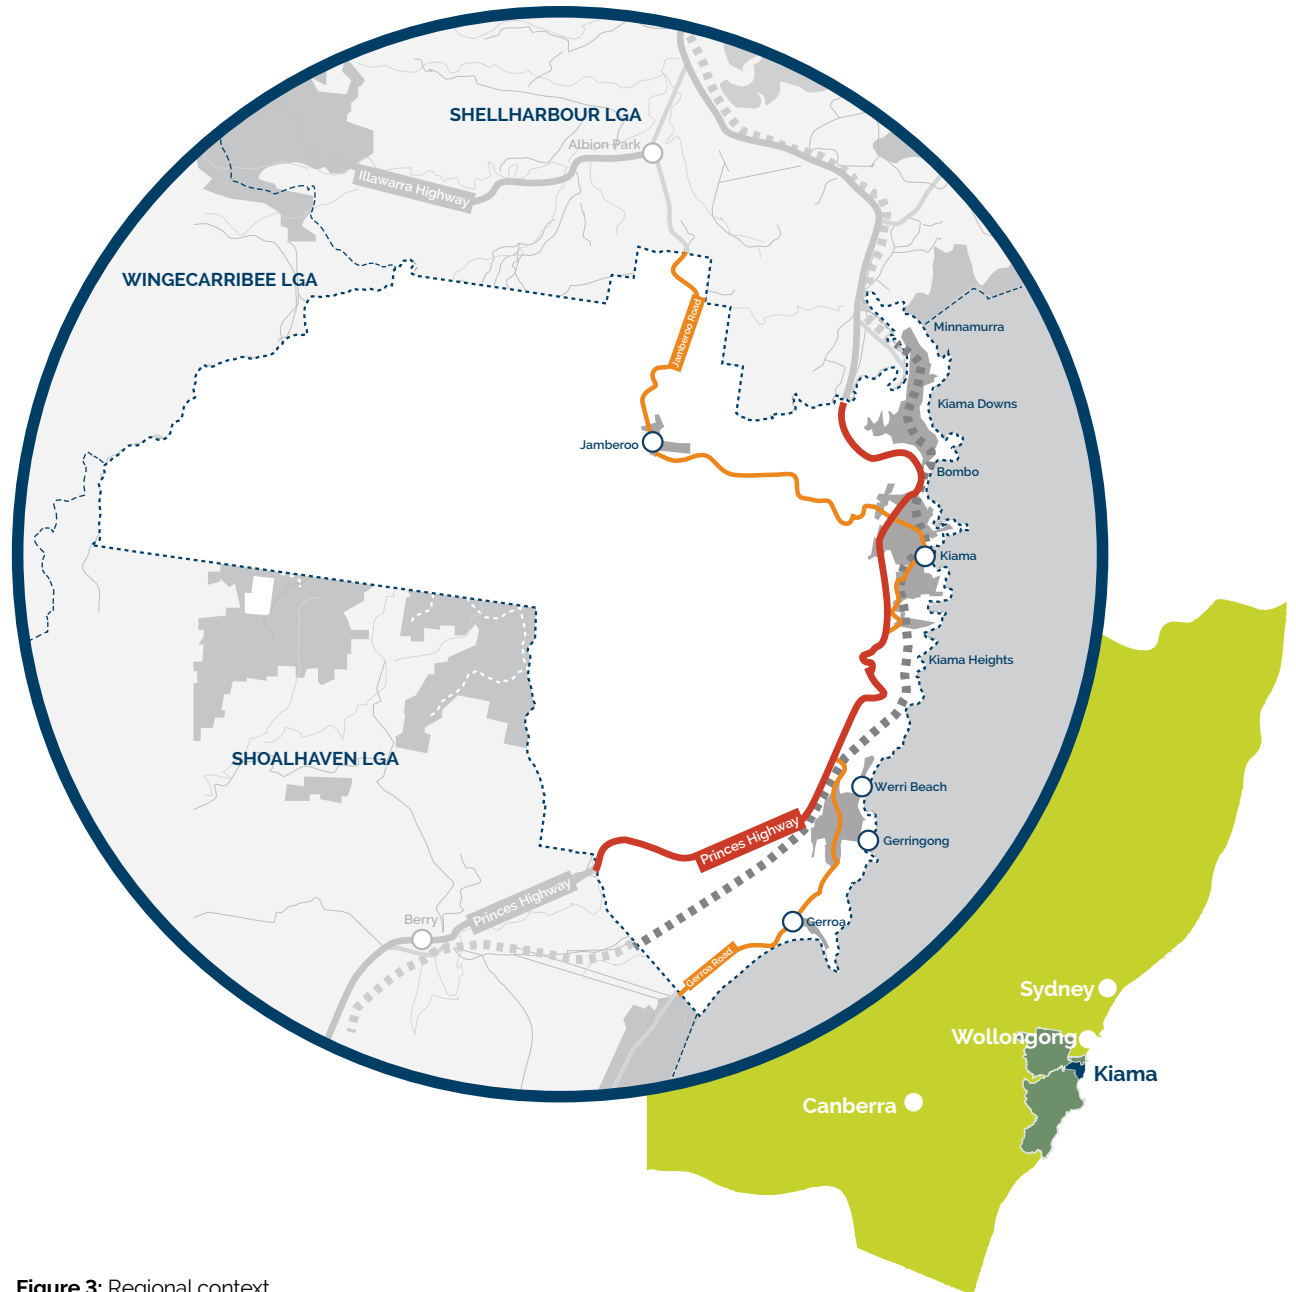 SHELLHARBOUR LGA
Albion Park
Illawarra Highway
WINGECARRIBEE LGA
Jamberoo Road
Minnamurra
Kiama Downs
Jamberoo
Bombo
Kiama
Kiama Heights
SHOALHAVEN LGA
Werri Beach
Princes Highway
Gerringong
Princes Highway
Berry
Gerroa
Gerroa Road
Sydney
Wollongong
Kiama
Canberra
Figure 3: Regional context